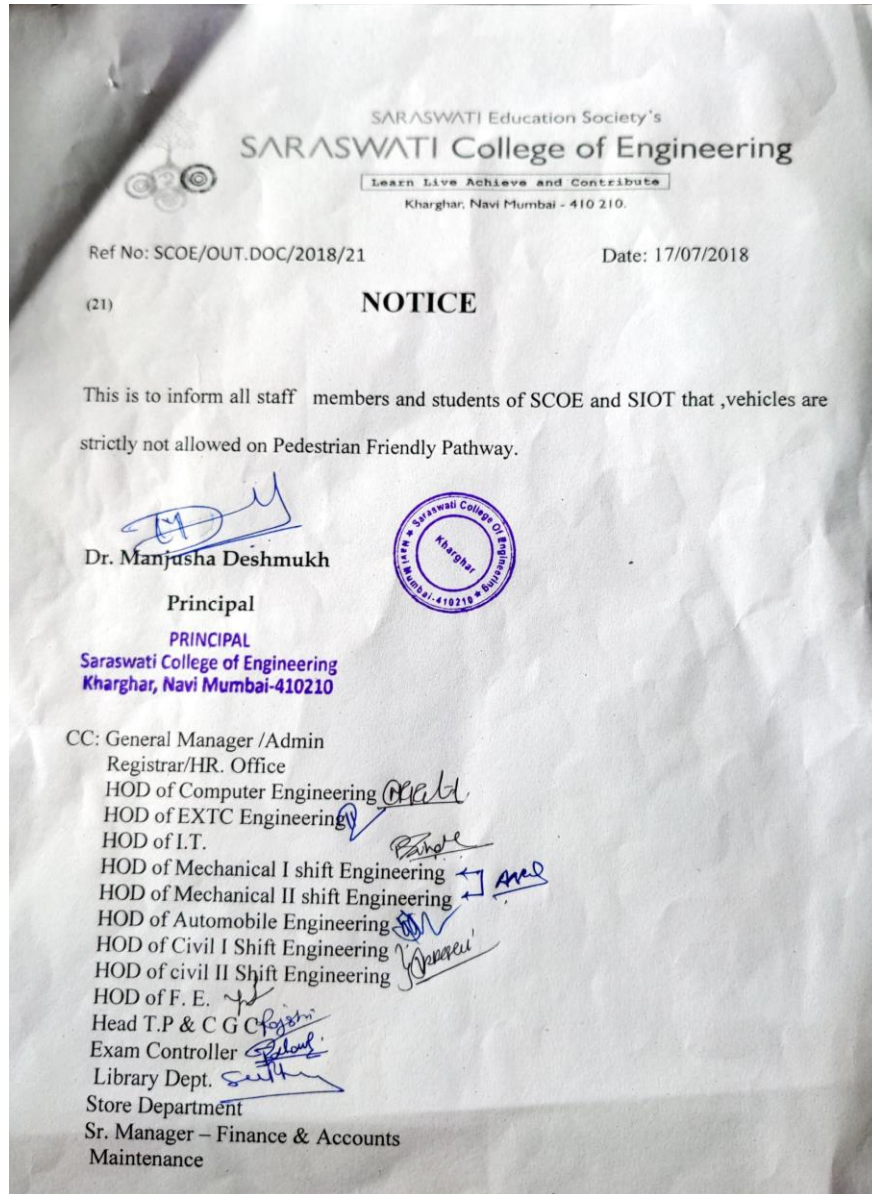 SARASWATI Education Society's
SARASWATI College of Engineering
Learn Live Achieve and Contribute
Kharghar, Navi Mumbai - 410 210.
Ref No: SCOE/OUT.DOC/2018/21 Date: 17/07/2018
(21) NOTICE
This is to inform all staff members and students of SCOE and SIOT that ,vehicles are
strictly not allowed on Pedestrian Friendly Pathway.
Saraswati College Of Engineering ★ Navi Mumbai-410210 ★
Kharghar
Dr. Manjusha Deshmukh
Principal
PRINCIPAL
Saraswati College of Engineering
Kharghar, Navi Mumbai-410210
CC: General Manager /Admin
Registrar/HR. Office
HOD of Computer Engineering
HOD of EXTC Engineering
HOD of I.T.
HOD of Mechanical I shift Engineering
HOD of Mechanical II shift Engineering
HOD of Automobile Engineering
HOD of Civil I Shift Engineering
HOD of civil II Shift Engineering
HOD of F. E.
Head T.P & C G C
Exam Controller
Library Dept.
Store Department
Sr. Manager – Finance & Accounts
Maintenance